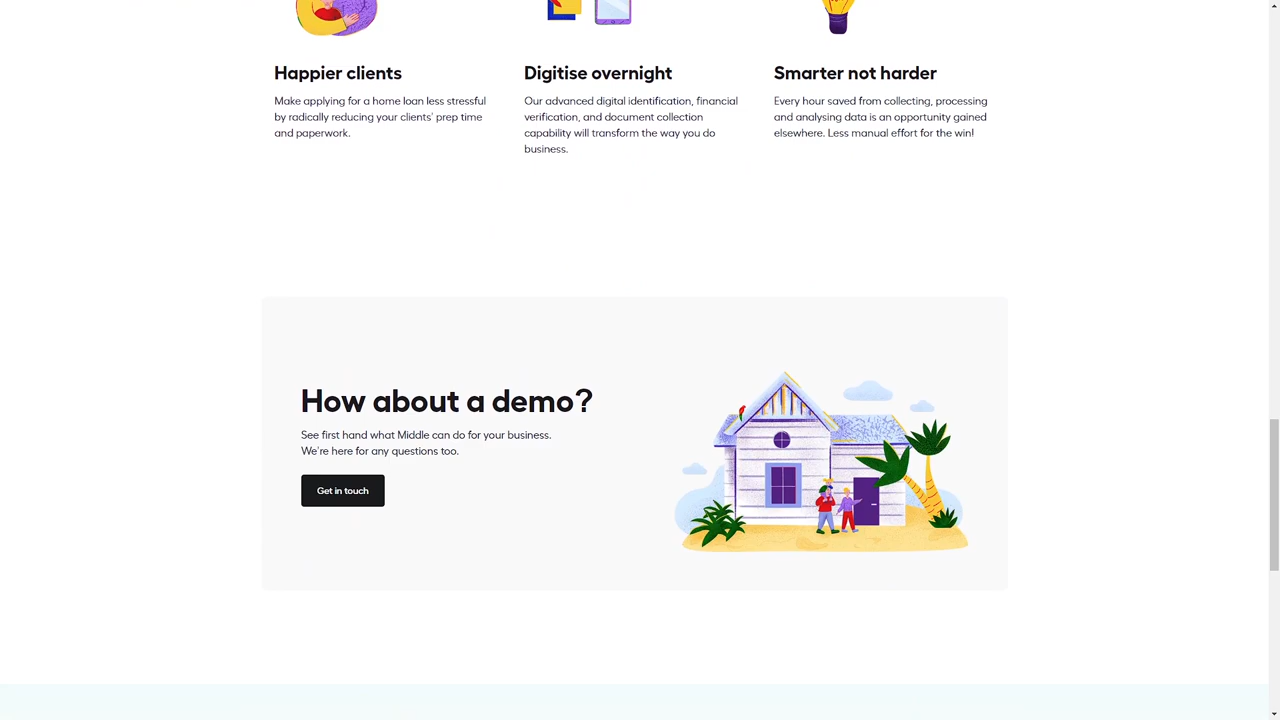 Happier clients
Make applying for a home loan less stressful
by radically reducing your clients' prep time
and paperwork.
Digitise overnight
Our advanced digital identification, financial
verification, and document collection
capability will transform the way you do
business.
Smarter not harder
Every hour saved from collecting, processing
and analysing data is an opportunity gained
elsewhere. Less manual effort for the win!
How about a demo?
See first hand what Middle can do for your business.
We're here for any questions too.
Get in touch